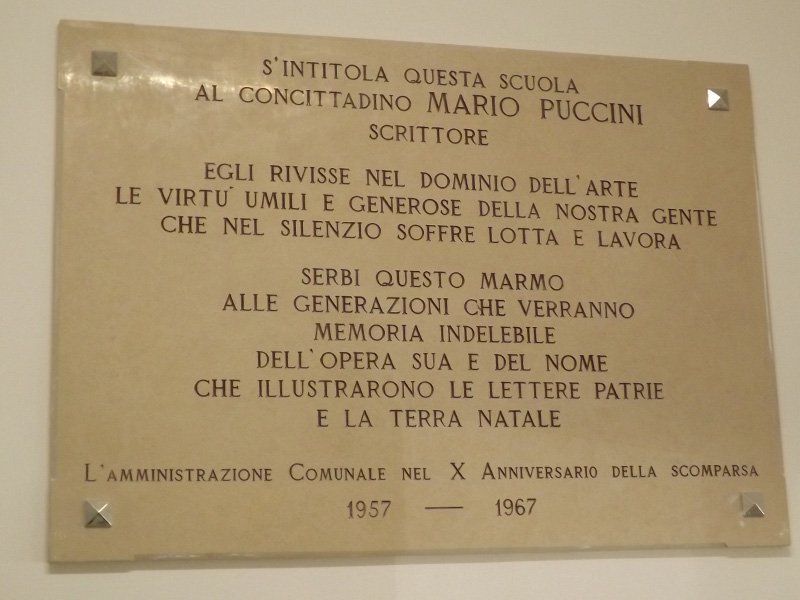 S'INTITOLA QUESTA SCUOLA
AL CONCITTADINO MARIO PUCCINI
SCRITTORE
EGLI RIVISSE NEL DOMINIO DELL'ARTE
LE VIRTU' UMILI E GENEROSE DELLA NOSTRA GENTE
CHE NEL SILENZIO SOFFRE LOTTA E LAVORA
SERBI QUESTO MARMO
ALLE GENERAZIONI CHE VERRANNO
MEMORIA INDELEBILE
DELL'OPERA SUA E DEL NOME
CHE ILLUSTRARONO LE LETTERE PATRIE
E LA TERRA NATALE
L'AMMINISTRAZIONE COMUNALE NEL X ANNIVERSARIO DELLA SCOMPARSA
1957 — 1967